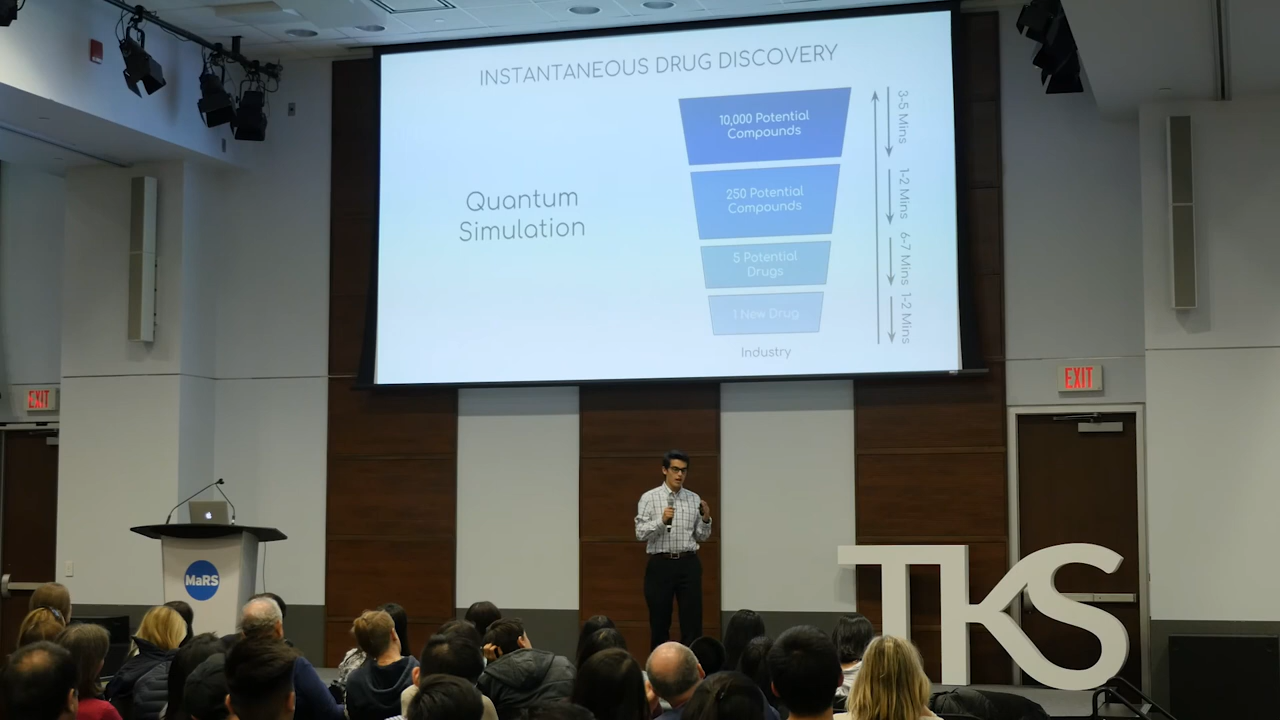 INSTANTANEOUS DRUG DISCOVERY
Quantum
Simulation
10,000 Potential
Compounds
250 Potential
Compounds
5 Potential
Drugs
1 New Drug
Industry
3-5 Mins
1-2 Mins
6-7 Mins
1-2 Mins
EXIT
EXIT
MaRS
TKS